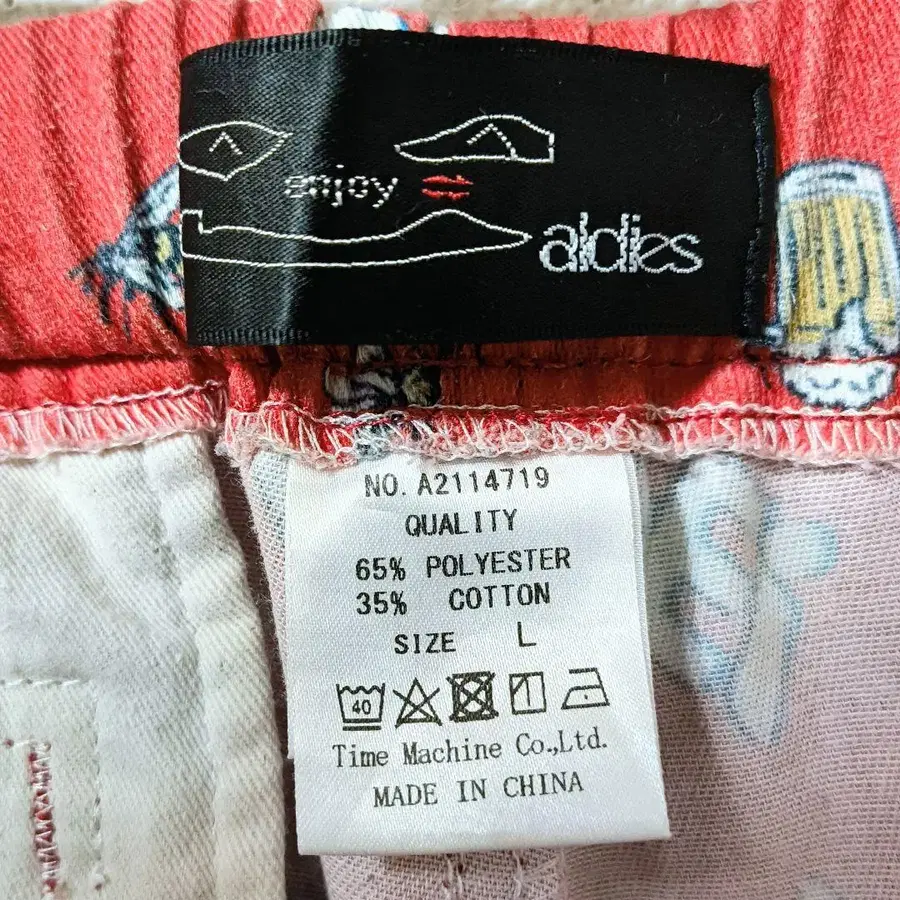 enjoy
aldies
NO. A2114719
QUALITY
65% POLYESTER
35% COTTON
SIZE L
40
Time Machine Co.,Ltd.
MADE IN CHINA